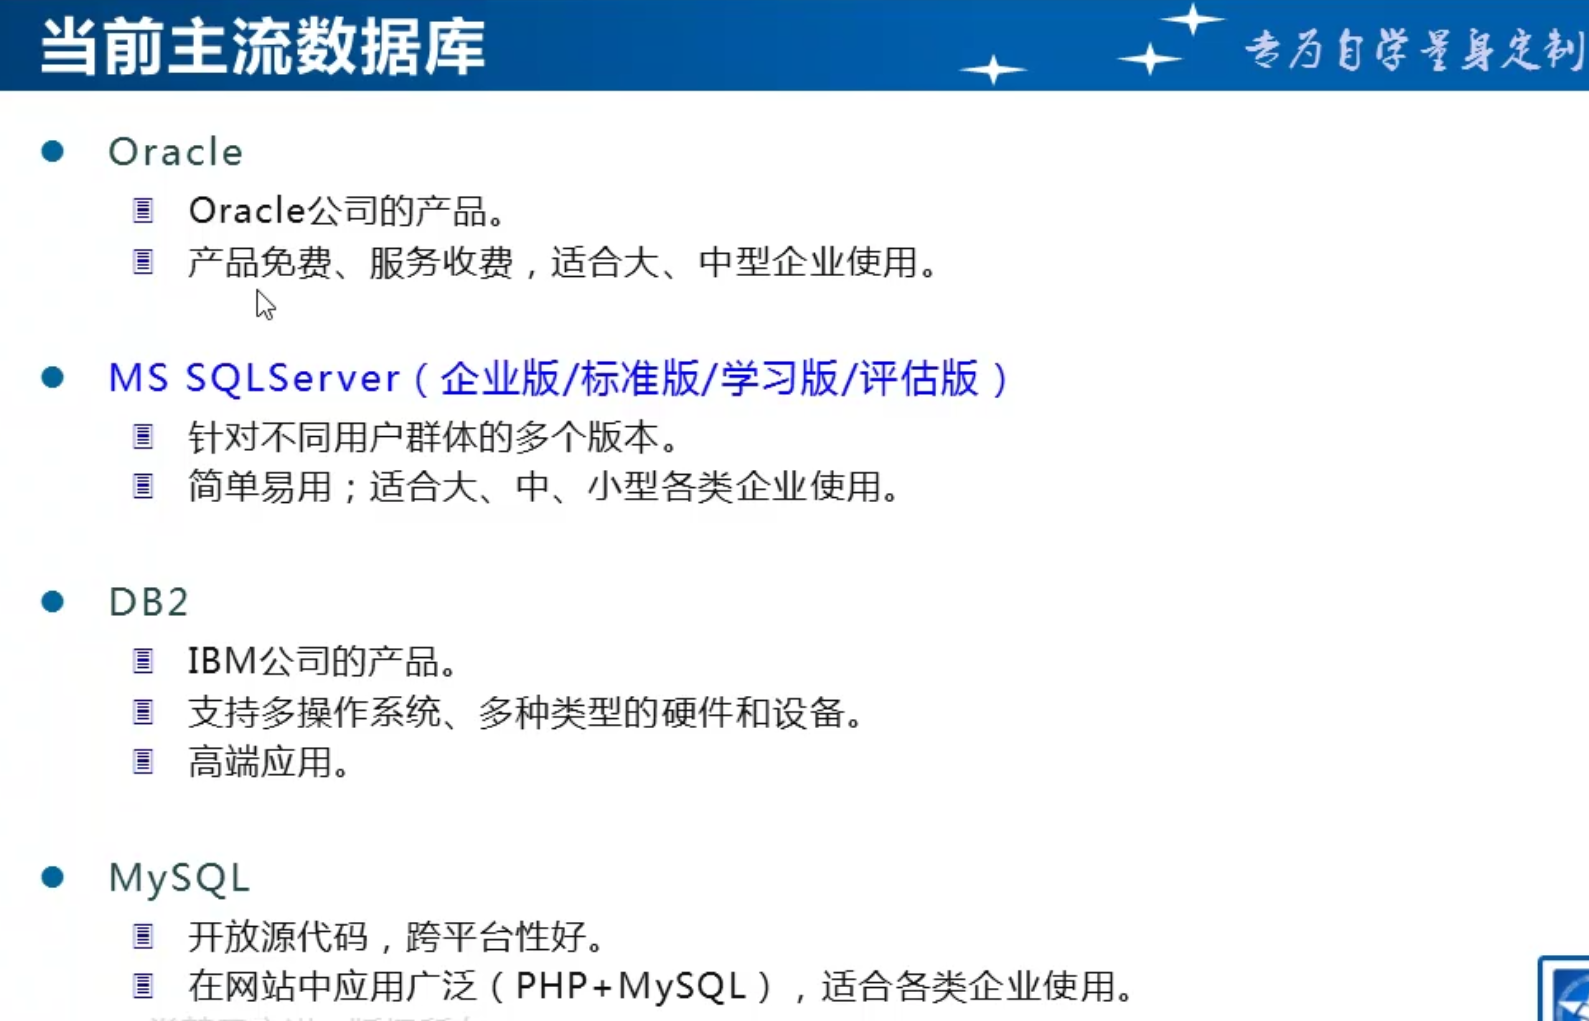 当前主流数据库
专为自学量身定制
Oracle
Oracle公司的产品。
产品免费、服务收费，适合大、中型企业使用。
MS SQLServer（企业版/标准版/学习版/评估版）
针对不同用户群体的多个版本。
简单易用；适合大、中、小型各类企业使用。
DB2
IBM公司的产品。
支持多操作系统、多种类型的硬件和设备。
高端应用。
MySQL
开放源代码，跨平台性好。
在网站中应用广泛（PHP+MySQL），适合各类企业使用。